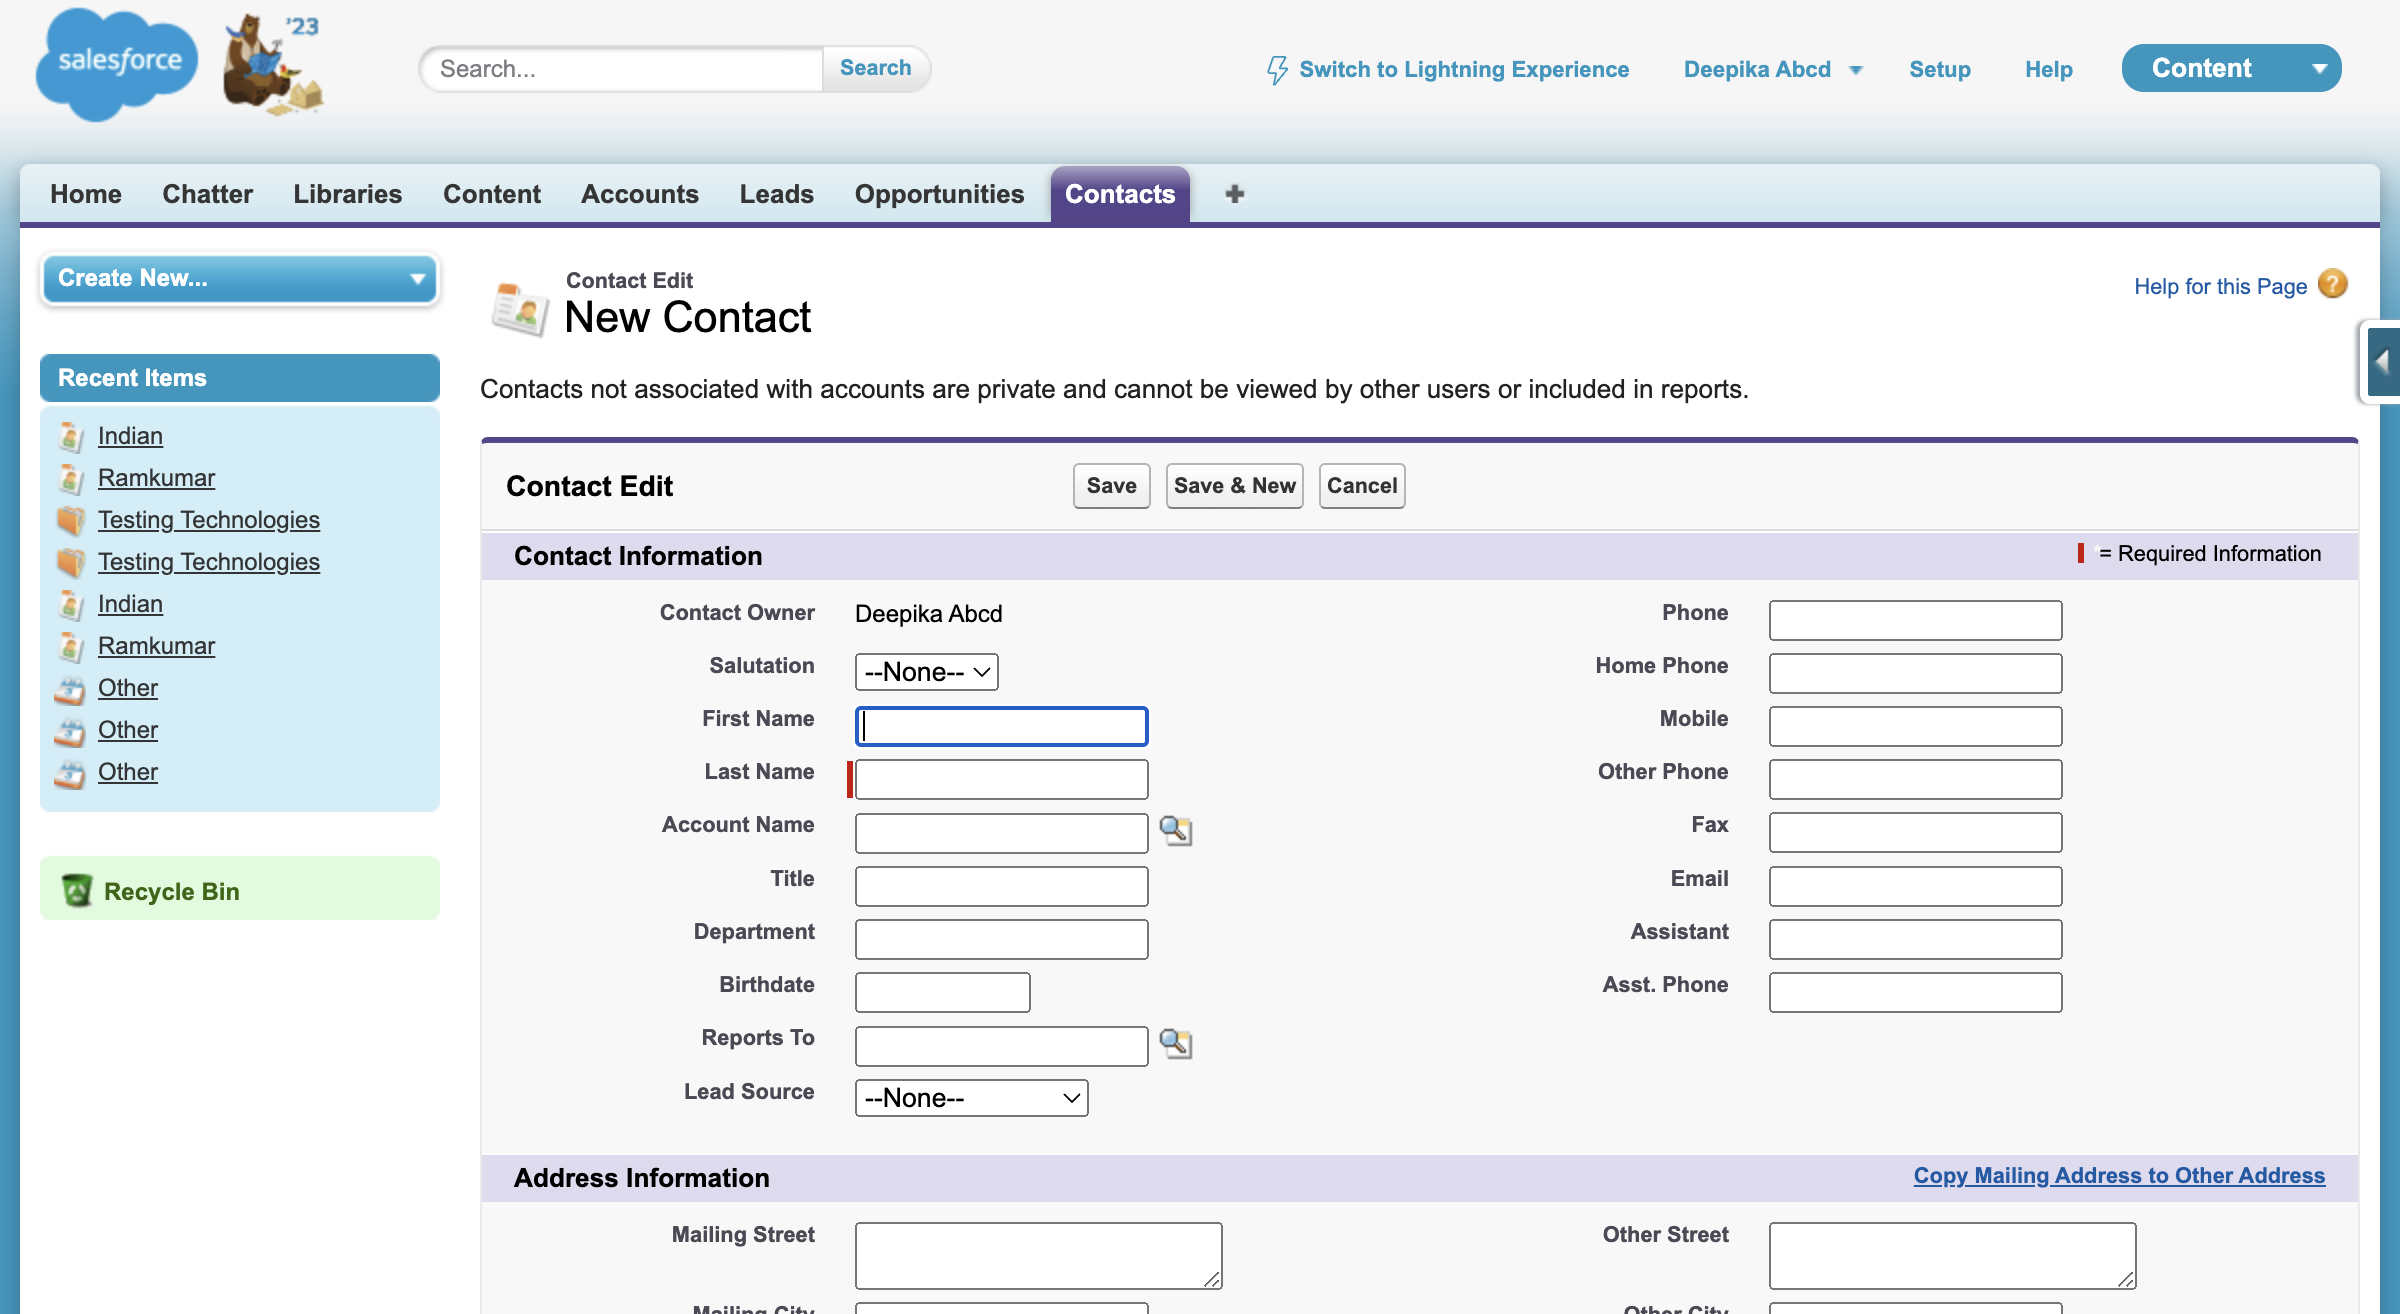 salesforce
'23
Search...
Search
Switch to Lightning Experience
Deepika Abcd
Setup
Help
Content
Home
Chatter
Libraries
Content
Accounts
Leads
Opportunities
Contacts
+
Create New...
Recent Items
Indian
Ramkumar
Testing Technologies
Testing Technologies
Indian
Ramkumar
Other
Other
Other
Recycle Bin
Contact Edit
New Contact
Help for this Page ?
Contacts not associated with accounts are private and cannot be viewed by other users or included in reports.
Contact Edit
Save
Save & New
Cancel
Contact Information
*= Required Information
Contact Owner
Deepika Abcd
Phone
Salutation
--None--
Home Phone
First Name
Mobile
Last Name
Other Phone
Account Name
Fax
Title
Email
Department
Assistant
Birthdate
Asst. Phone
Reports To
Lead Source
--None--
Address Information
Copy Mailing Address to Other Address
Mailing Street
Other Street
Mailing City
Other City